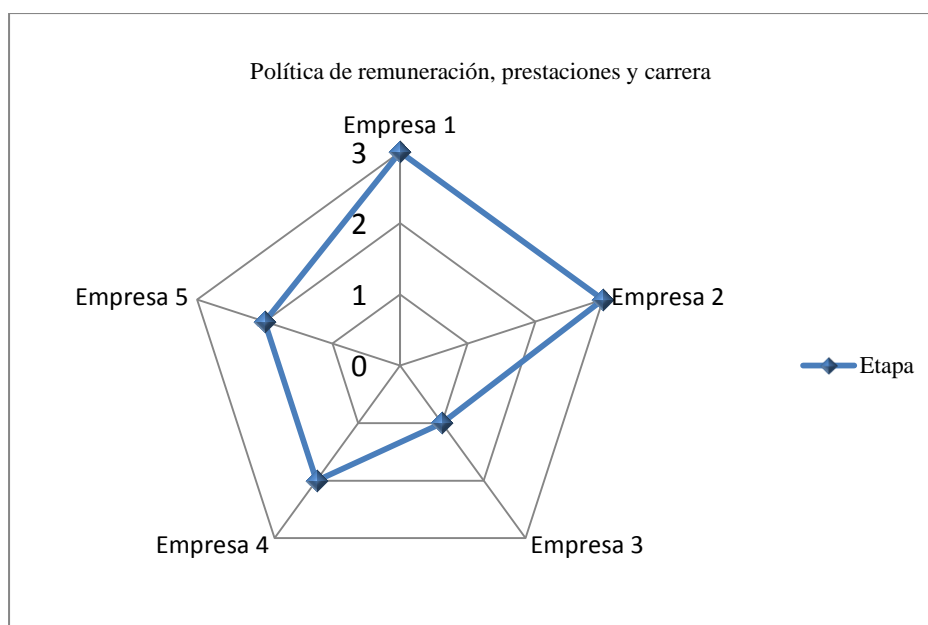 Política de remuneración, prestaciones y carrera
Empresa 1
3
2
Empresa 5
Empresa 2
1
0
Etapa
Empresa 4
Empresa 3